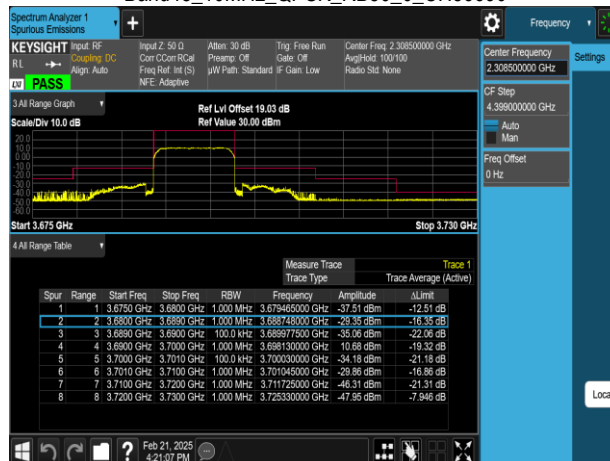 Spectrum Analyzer 1
Spurious Emissions
Frequency
KEYSIGHT
RL
Input: RF
Coupling: DC
Align: Auto
Input Z: 50 Ω
Corr CCorr RCal
Freq Ref: Int (S)
NFE: Adaptive
Atten: 30 dB
Preamp: Off
µW Path: Standard
Trig: Free Run
Gate: Off
IF Gain: Low
Center Freq: 2.308500000 GHz
Avg|Hold: 100/100
Radio Std: None
LXI PASS
Center Frequency
2.308500000 GHz
Settings
CF Step
4.399000000 GHz
Auto
Man
Freq Offset
0 Hz
3 All Range Graph
Scale/Div 10.0 dB
Ref Lvl Offset 19.03 dB
Ref Value 30.00 dBm
20.0
10.0
0.00
-10.0
-20.0
-30.0
-40.0
-50.0
-60.0
Start 3.675 GHz
Stop 3.730 GHz
4 All Range Table
Measure Trace Trace 1
Trace Type Trace Average (Active)
Spur Range Start Freq Stop Freq RBW Frequency Amplitude ΔLimit
1 1 3.6750 GHz 3.6800 GHz 1.000 MHz 3.679465000 GHz -37.51 dBm -12.51 dB
2 2 3.6800 GHz 3.6890 GHz 1.000 MHz 3.688748000 GHz -29.35 dBm -16.35 dB
3 3 3.6890 GHz 3.6900 GHz 100.0 kHz 3.689977500 GHz -35.06 dBm -22.06 dB
4 4 3.6900 GHz 3.7000 GHz 1.000 MHz 3.698130000 GHz 10.68 dBm -19.32 dB
5 5 3.7000 GHz 3.7010 GHz 100.0 kHz 3.700030000 GHz -34.18 dBm -21.18 dB
6 6 3.7010 GHz 3.7100 GHz 1.000 MHz 3.701045000 GHz -29.86 dBm -16.86 dB
7 7 3.7100 GHz 3.7200 GHz 1.000 MHz 3.711725000 GHz -46.31 dBm -21.31 dB
8 8 3.7200 GHz 3.7300 GHz 1.000 MHz 3.725330000 GHz -47.95 dBm -7.946 dB
Loca
Feb 21, 2025
4:21:07 PM